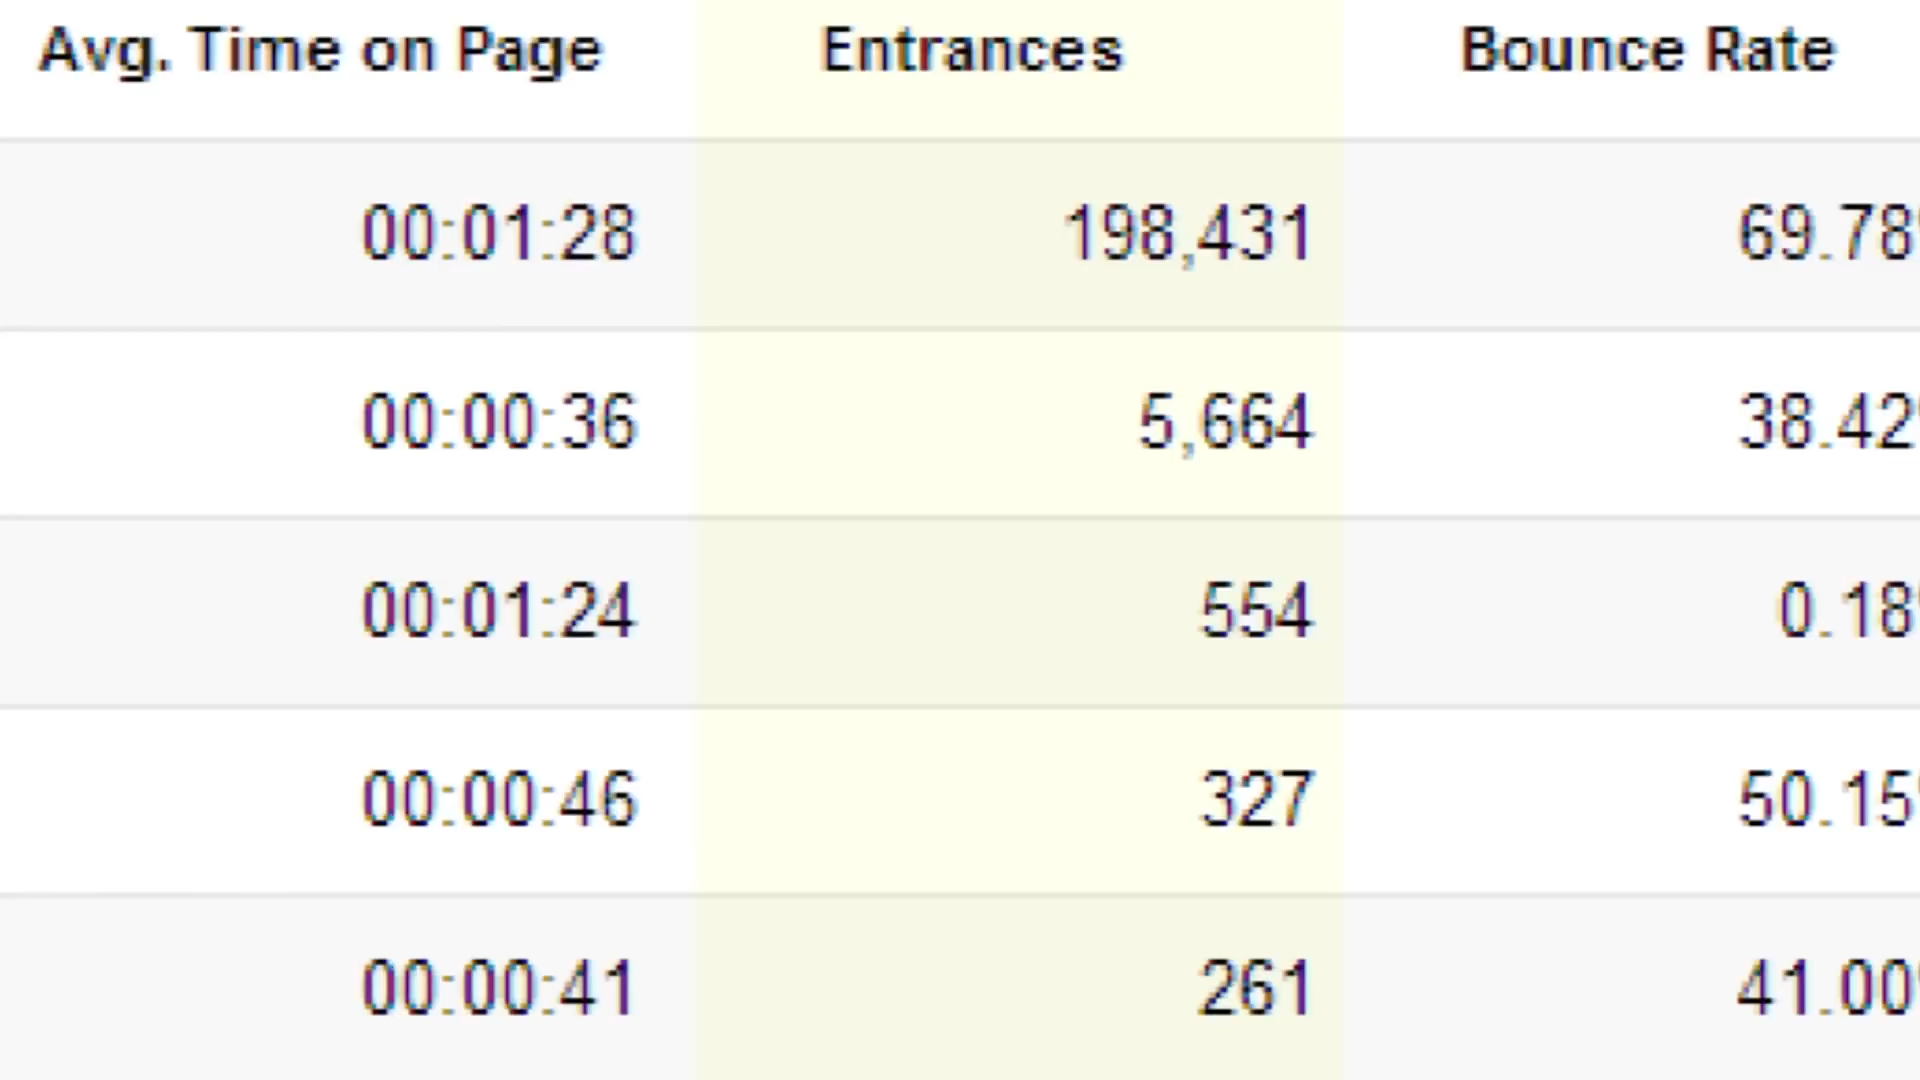 Avg. Time on Page Entrances Bounce Rate
00:01:28 198,431 69.78
00:00:36 5,664 38.42
00:01:24 554 0.18
00:00:46 327 50.15
00:00:41 261 41.00